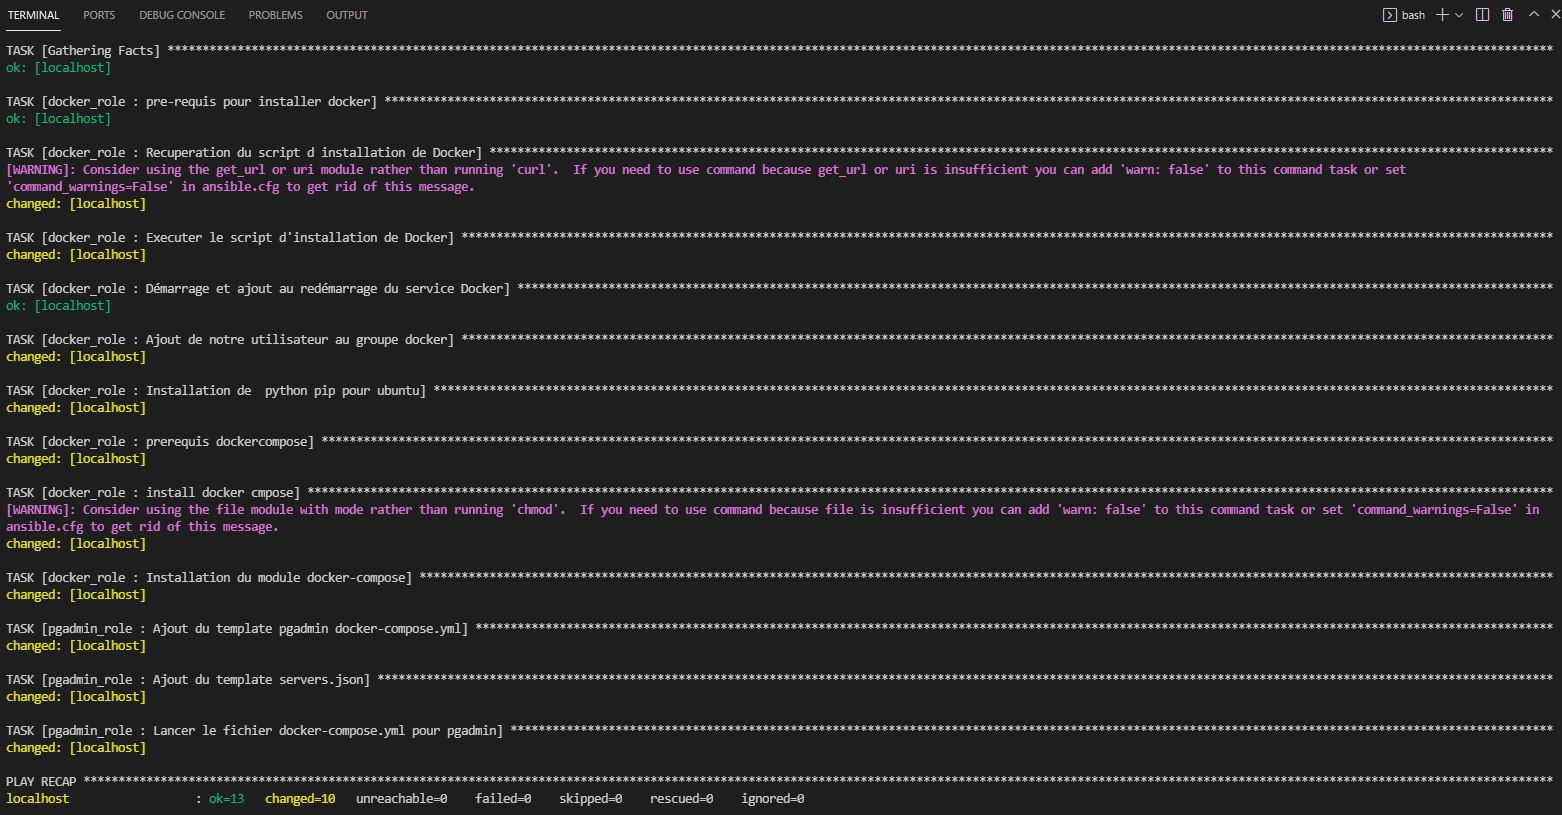 TERMINAL PORTS DEBUG CONSOLE PROBLEMS OUTPUT bash
TASK [Gathering Facts] ****************************************************************************************************************************************************************************************************
ok: [localhost]
TASK [docker_role : pre-requis pour installer docker] *********************************************************************************************************************************************************************
ok: [localhost]
TASK [docker_role : Recuperation du script d installation de Docker] ******************************************************************************************************************************************************
[WARNING]: Consider using the get_url or uri module rather than running 'curl'.  If you need to use command because get_url or uri is insufficient you can add 'warn: false' to this command task or set
'command_warnings=False' in ansible.cfg to get rid of this message.
changed: [localhost]
TASK [docker_role : Executer le script d'installation de Docker] **********************************************************************************************************************************************************
changed: [localhost]
TASK [docker_role : Démarrage et ajout au redémarrage du service Docker] **************************************************************************************************************************************************
ok: [localhost]
TASK [docker_role : Ajout de notre utilisateur au groupe docker] **********************************************************************************************************************************************************
changed: [localhost]
TASK [docker_role : Installation de  python pip pour ubuntu] **************************************************************************************************************************************************************
changed: [localhost]
TASK [docker_role : prerequis dockercompose] ******************************************************************************************************************************************************************************
changed: [localhost]
TASK [docker_role : install docker cmpose] ********************************************************************************************************************************************************************************
[WARNING]: Consider using the file module with mode rather than running 'chmod'.  If you need to use command because file is insufficient you can add 'warn: false' to this command task or set 'command_warnings=False' in
ansible.cfg to get rid of this message.
changed: [localhost]
TASK [docker_role : Installation du module docker-compose] ****************************************************************************************************************************************************************
changed: [localhost]
TASK [pgadmin_role : Ajout du template pgadmin docker-compose.yml] ********************************************************************************************************************************************************
changed: [localhost]
TASK [pgadmin_role : Ajout du template servers.json] **********************************************************************************************************************************************************************
changed: [localhost]
TASK [pgadmin_role : Lancer le fichier docker-compose.yml pour pgadmin] ***************************************************************************************************************************************************
changed: [localhost]
PLAY RECAP ****************************************************************************************************************************************************************************************************************
localhost                  : ok=13   changed=10   unreachable=0    failed=0    skipped=0    rescued=0    ignored=0